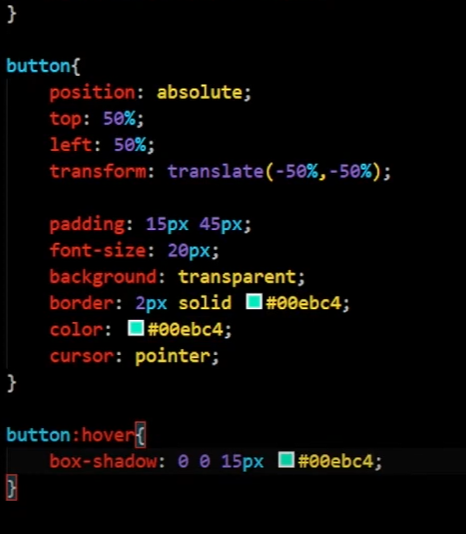 }
button{
position: absolute;
top: 50%;
left: 50%;
transform: translate(-50%,-50%);
padding: 15px 45px;
font-size: 20px;
background: transparent;
border: 2px solid #00ebc4;
color: #00ebc4;
cursor: pointer;
}
button:hover{
box-shadow: 0 0 15px #00ebc4;
}